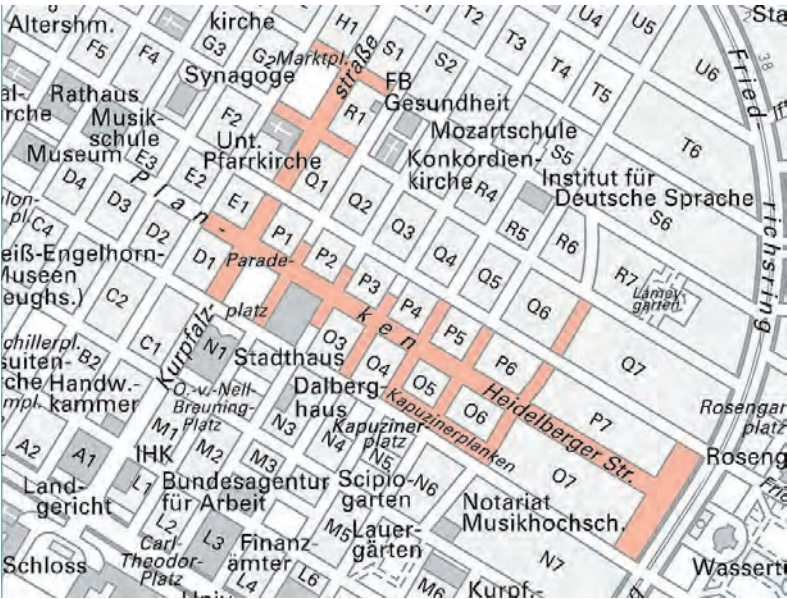 Altershm.
kirche
H1
T2
U4
U5
Sta
F5
F4
G3
G2
Marktpl.
S1
S2
T3
T4
T5
U6
Fried-
38
Synagoge
straße
FB
Gesundheit
Rathaus
Musik-
schule
Museum
F2
Unt.
Pfarrkirche
R1
Mozartschule
Konkordien-
kirche
S5
T6
Institut für
Deutsche Sprache
E3
E2
E1
Q1
Q2
Q3
Q4
Q5
R4
R5
R6
S6
richsring
D4
D3
D2
D1
Plan-
P1
P2
P3
P4
P5
P6
P7
Parade-
platz
ken
Q6
R7
Lamey-
garten
Q7
C4
eiß-Engelhorn-
Museen
eughs.)
C2
C1
Kurpfalz-
N1
Stadthaus
O3
O4
O5
O6
O7
Heidelberger Str.
Kapuzinerplanken
chillerpl.
B2
Handw.-
kammer
O.-v.-Nell-
Breuning-
Platz
Dalberg-
haus
Kapuziner
platz
Rosengar
platz
Roseng
A2
A1
M1
M2
M3
N3
N4
N5
N6
IHK
Bundesagentur
für Arbeit
Scipio-
garten
Land-
gericht
L1
L2
L3
L4
L6
Carl-
Theodor-
Platz
Finanz-
ämter
M5
Lauer-
gärten
M6
Notariat
Musikhochsch.
N7
Schloss
Kurpf.-
Wassert